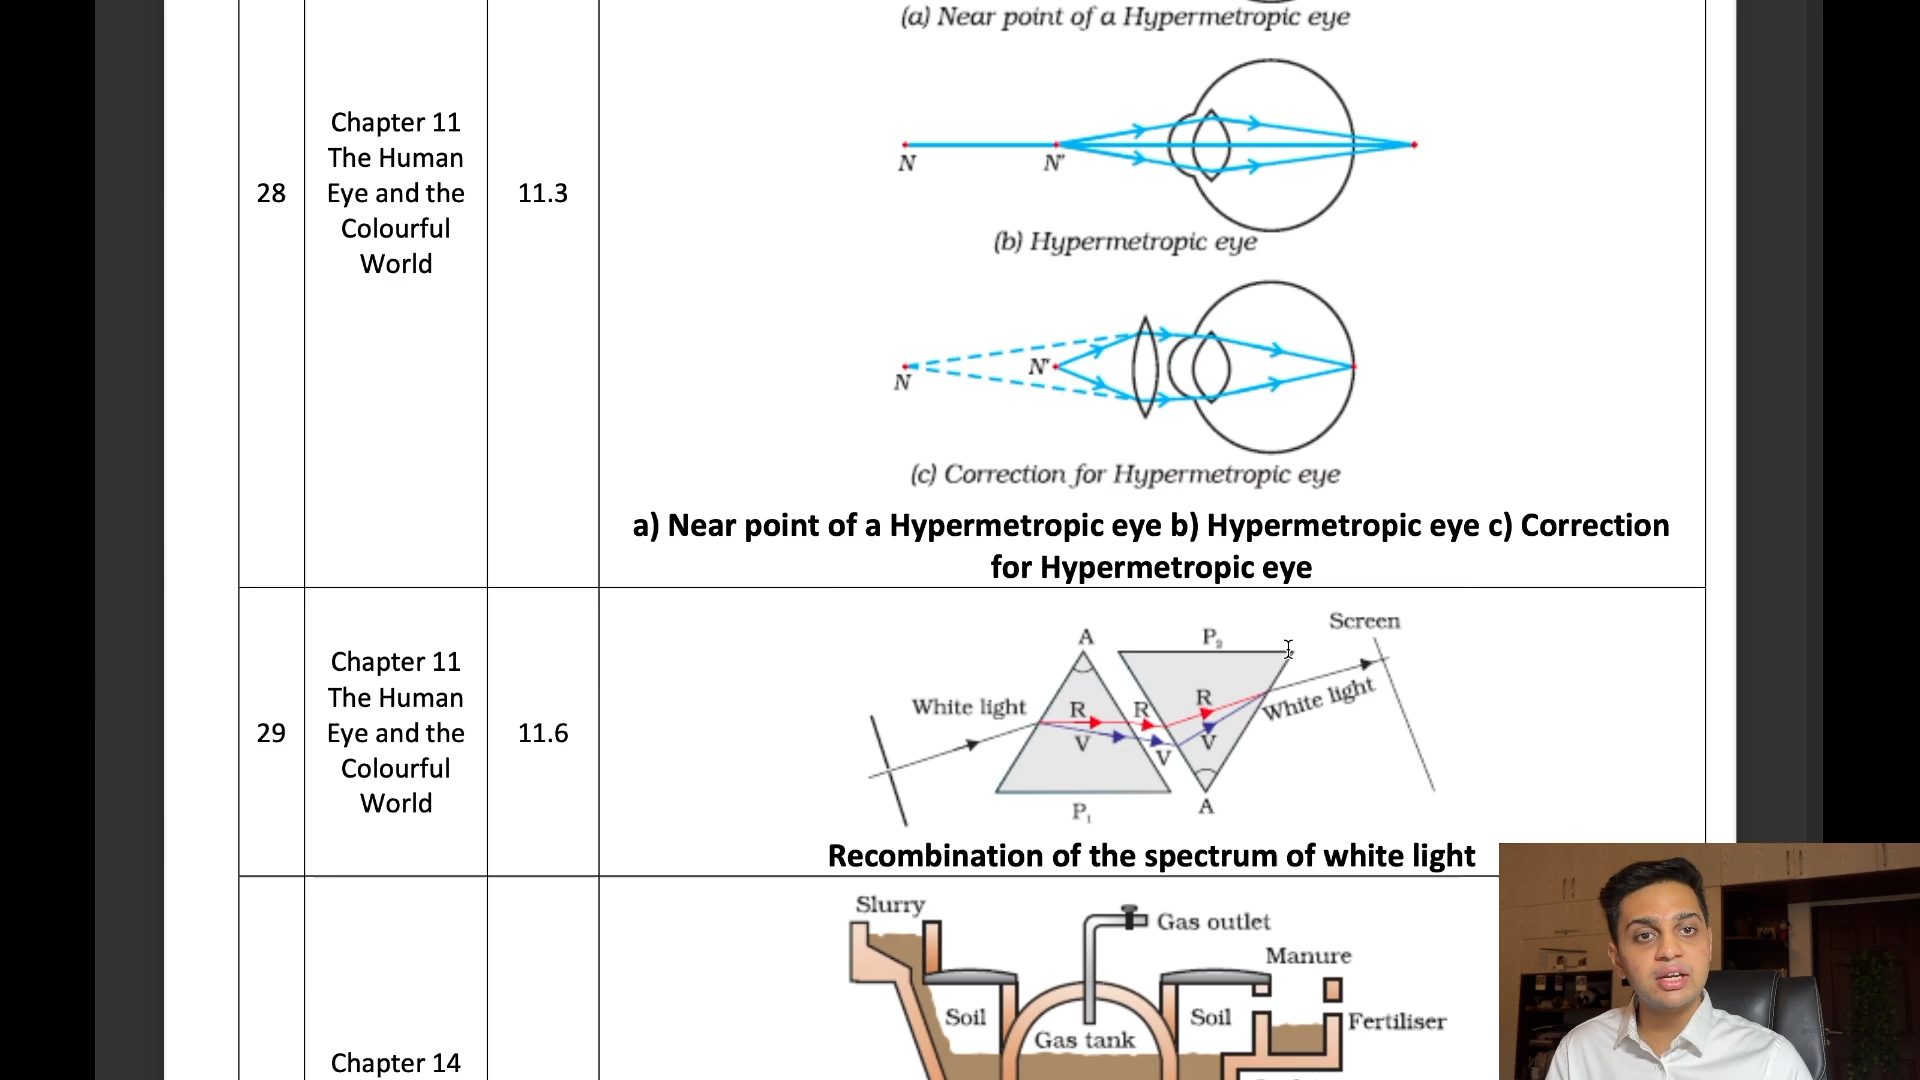 (a) Near point of a Hypermetropic eye
28
Chapter 11
The Human
Eye and the
Colourful
World
11.3
N
N'
(b) Hypermetropic eye
N
N'
(c) Correction for Hypermetropic eye
a) Near point of a Hypermetropic eye b) Hypermetropic eye c) Correction
for Hypermetropic eye
29
Chapter 11
The Human
Eye and the
Colourful
World
11.6
Screen
A
P₂
White light
R
R
R
White light
V
V
V
P₁
A
Recombination of the spectrum of white light
Chapter 14
Slurry
Gas outlet
Manure
Soil
Soil
Fertiliser
Gas tank